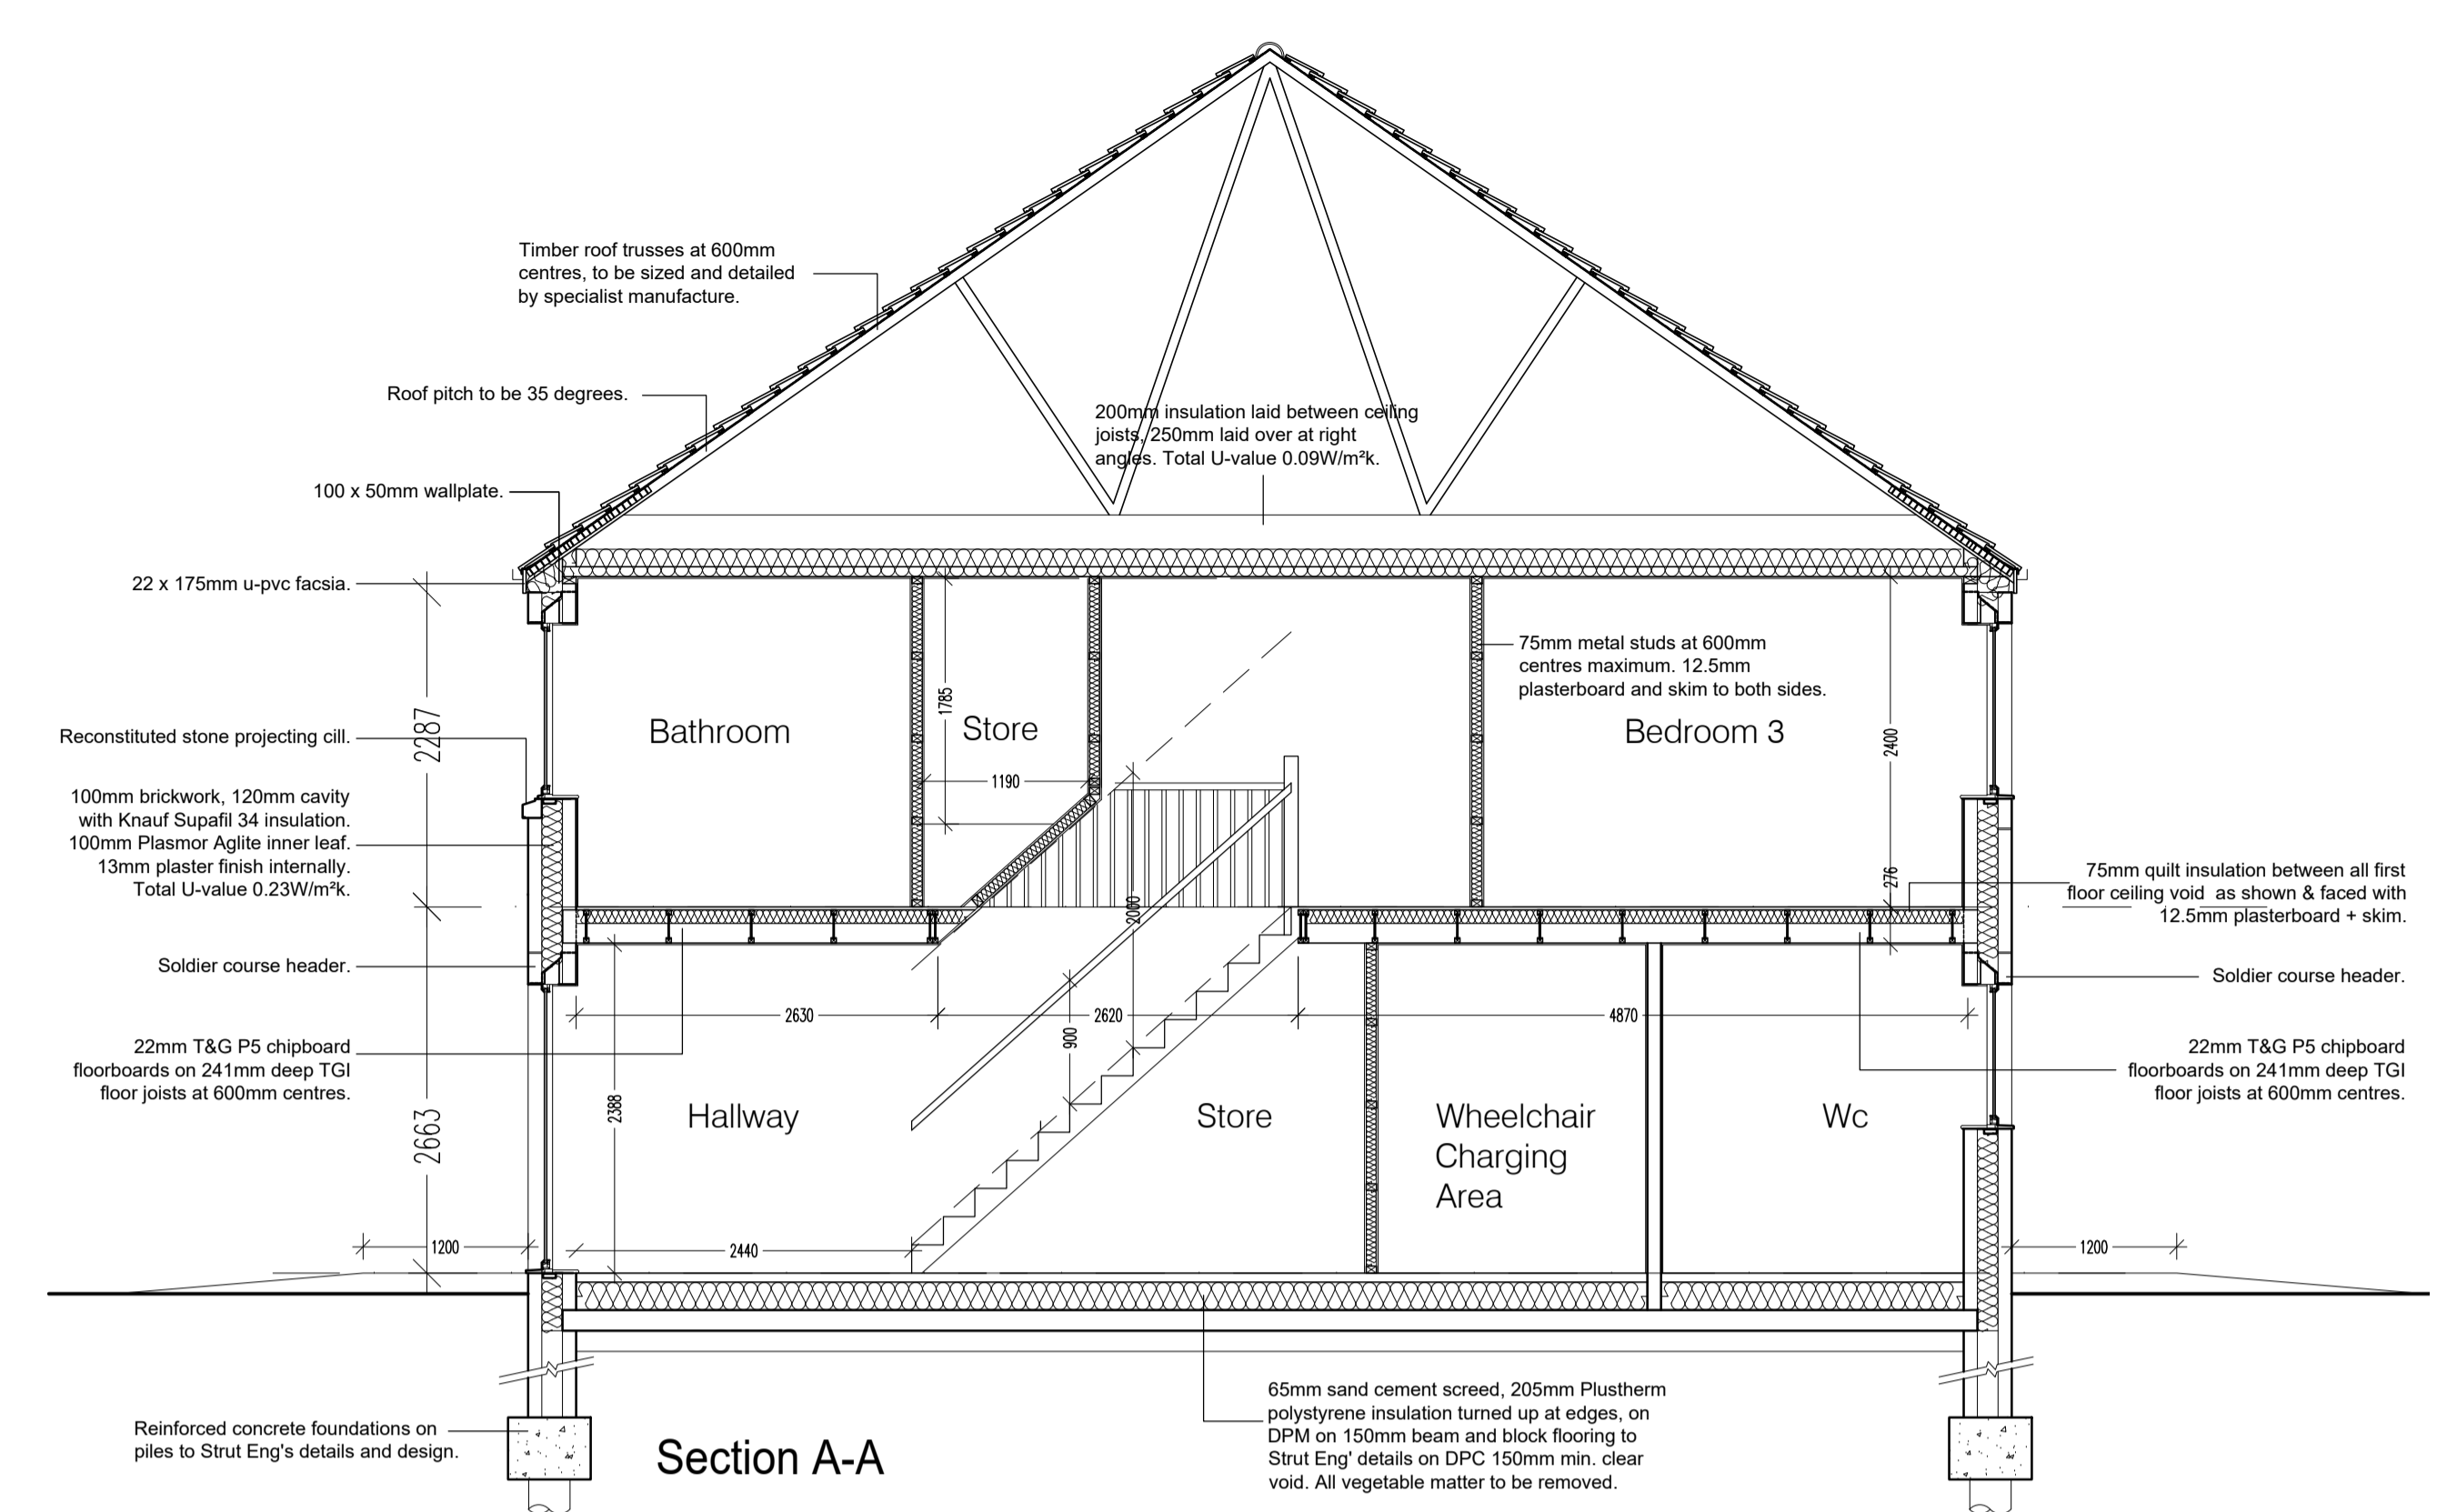 Timber roof trusses at 600mm
centres, to be sized and detailed
by specialist manufacture.
Roof pitch to be 35 degrees.
200mm insulation laid between ceiling
joists, 250mm laid over at right
angles. Total U-value 0.09W/m²k.
100 x 50mm wallplate.
22 x 175mm u-pvc facsia.
75mm metal studs at 600mm
centres maximum. 12.5mm
plasterboard and skim to both sides.
2287
1785
Bathroom
Store
Bedroom 3
2400
Reconstituted stone projecting cill.
1190
100mm brickwork, 120mm cavity
with Knauf Supafil 34 insulation.
100mm Plasmor Aglite inner leaf.
13mm plaster finish internally.
Total U-value 0.23W/m²k.
276
2000
75mm quilt insulation between all first
floor ceiling void as shown & faced with
12.5mm plasterboard + skim.
Soldier course header.
Soldier course header.
2630
2620
4870
900
22mm T&G P5 chipboard
floorboards on 241mm deep TGI
floor joists at 600mm centres.
22mm T&G P5 chipboard
floorboards on 241mm deep TGI
floor joists at 600mm centres.
2663
2388
Hallway
Store
Wheelchair
Charging
Area
Wc
1200
2440
1200
65mm sand cement screed, 205mm Plustherm
polystyrene insulation turned up at edges, on
DPM on 150mm beam and block flooring to
Strut Eng' details on DPC 150mm min. clear
void. All vegetable matter to be removed.
Reinforced concrete foundations on
piles to Strut Eng's details and design.
Section A-A